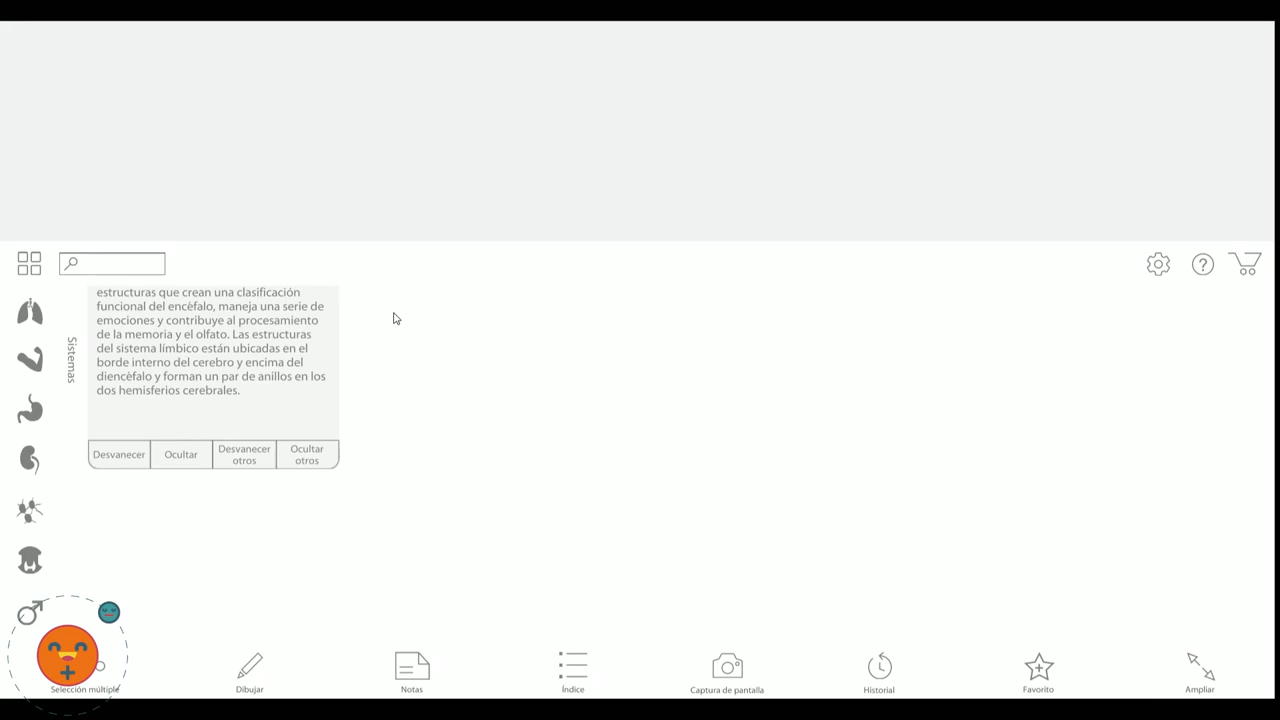 estructuras que crean una clasificación
funcional del encéfalo, maneja una serie de
emociones y contribuye al procesamiento
de la memoria y el olfato. Las estructuras
del sistema límbico están ubicadas en el
borde interno del cerebro y encima del
diencéfalo y forman un par de anillos en los
dos hemisferios cerebrales.
Sistemas
Desvanecer
Ocultar
Desvanecer
otros
Ocultar
otros
Selección múltiple
Dibujar
Notas
Índice
Captura de pantalla
Historial
Favorito
Ampliar